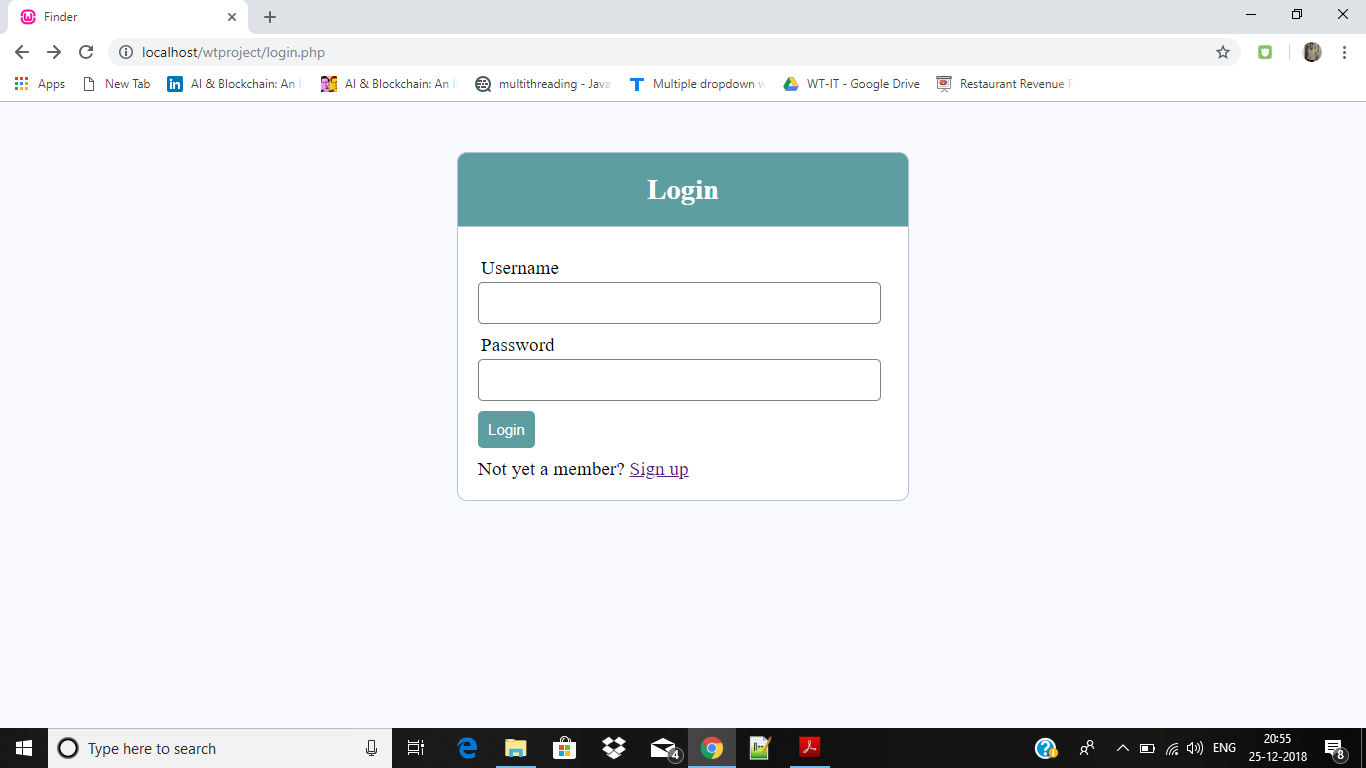 Finder
localhost/wtproject/login.php
Apps New Tab AI & Blockchain: An AI & Blockchain: An multithreading - Java Multiple dropdown WT-IT - Google Drive Restaurant Revenue
Login
Username
Password
Login
Not yet a member? Sign up
Type here to search
4
ENG
20:55
25-12-2018
8